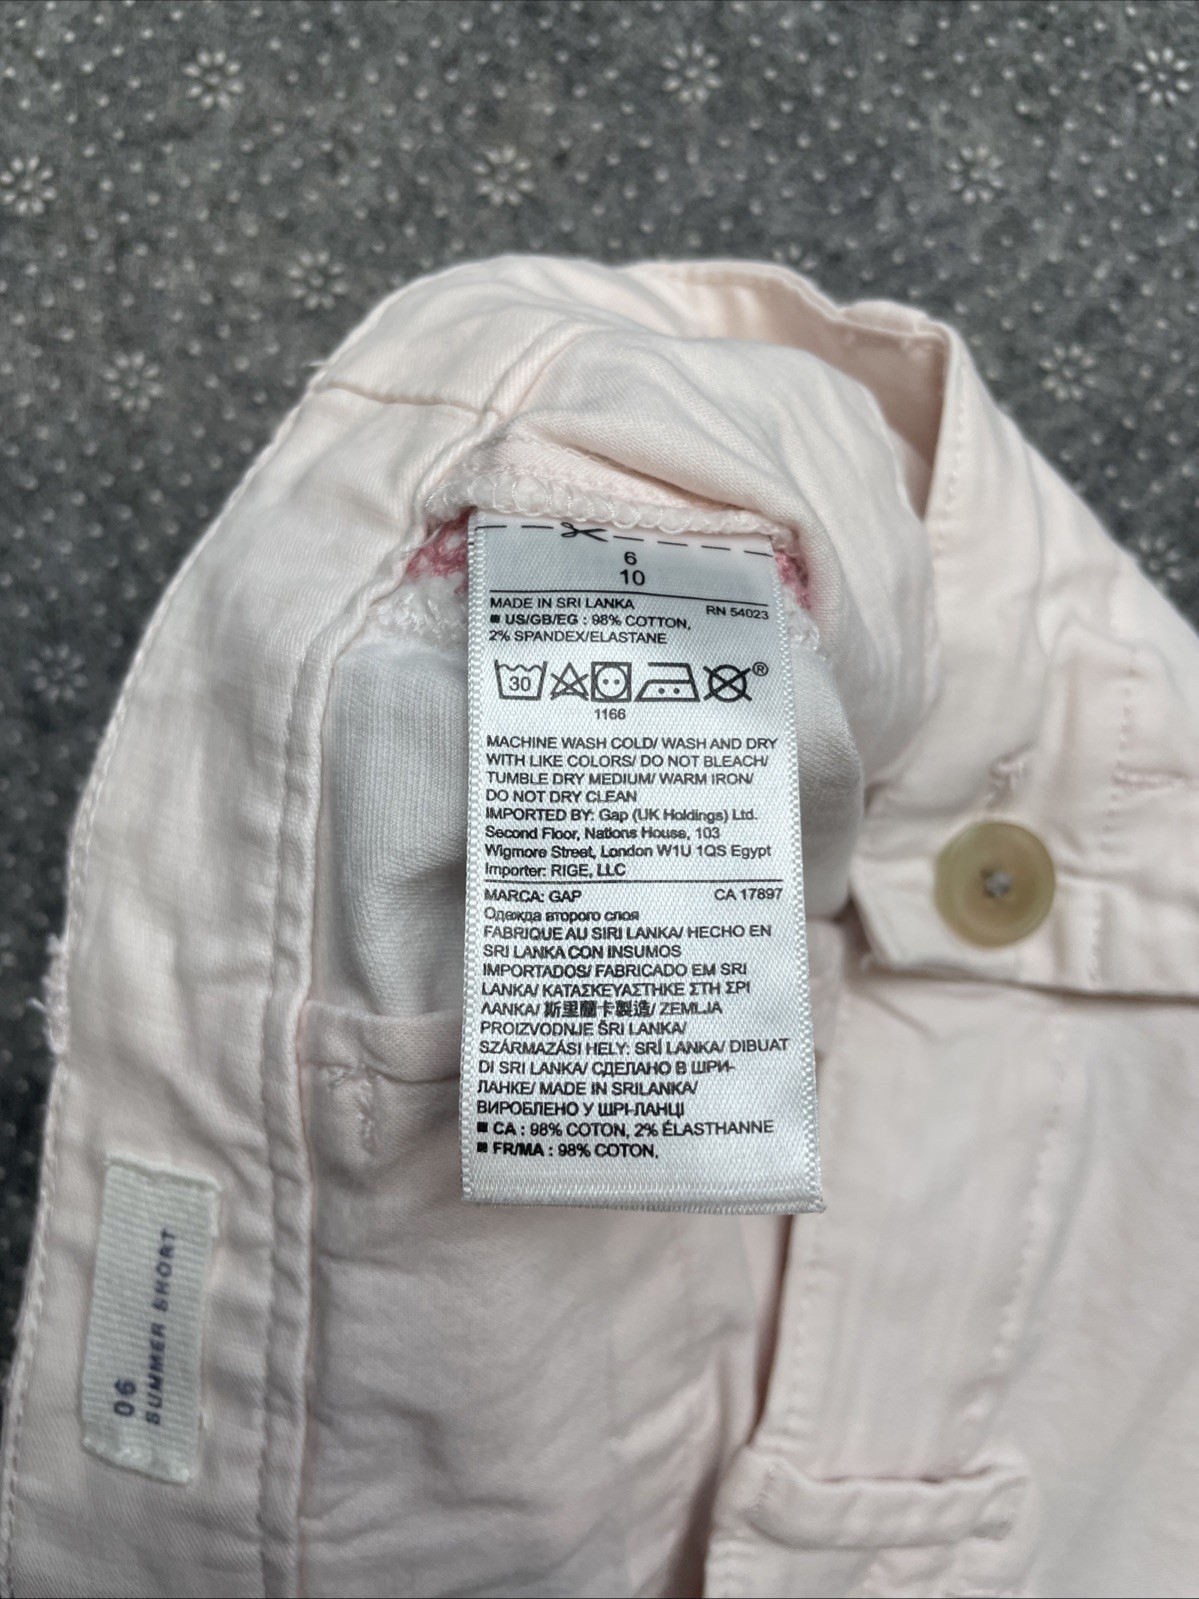 6
10
MADE IN SRI LANKA RN 54023
■ US/GB/EG : 98% COTTON,
2% SPANDEX/ELASTANE
30 ®
1166
MACHINE WASH COLD/ WASH AND DRY
WITH LIKE COLORS/ DO NOT BLEACH/
TUMBLE DRY MEDIUM/ WARM IRON/
DO NOT DRY CLEAN
IMPORTED BY: Gap (UK Holdings) Ltd.
Second Floor, Nations House, 103
Wigmore Street, London W1U 1QS Egypt
Importer: RIGE, LLC
MARCA: GAP CA 17897
Одежда второго слоя
FABRIQUE AU SIRI LANKA/ HECHO EN
SRI LANKA CON INSUMOS
IMPORTADOS/ FABRICADO EM SRI
LANKA/ ΚΑΤΑΣΚΕΥΑΣΤΗΚΕ ΣΤΗ ΣΡΙ
ΛΑΝΚΑ/ 斯里蘭卡製造/ ZEMLJA
PROIZVODNJE ŠRI LANKA/
SZÁRMAZÁSI HELY: SRÍ LANKA/ DIBUAT
DI SRI LANKA/ СДЕЛАНО В ШРИ-
ЛАНКЕ/ MADE IN SRILANKA/
ВИРОБЛЕНО У ШРІ-ЛАНЦІ
■ CA : 98% COTON, 2% ÉLASTHANNE
■ FR/MA : 98% COTON,
06
SUMMER SHORT